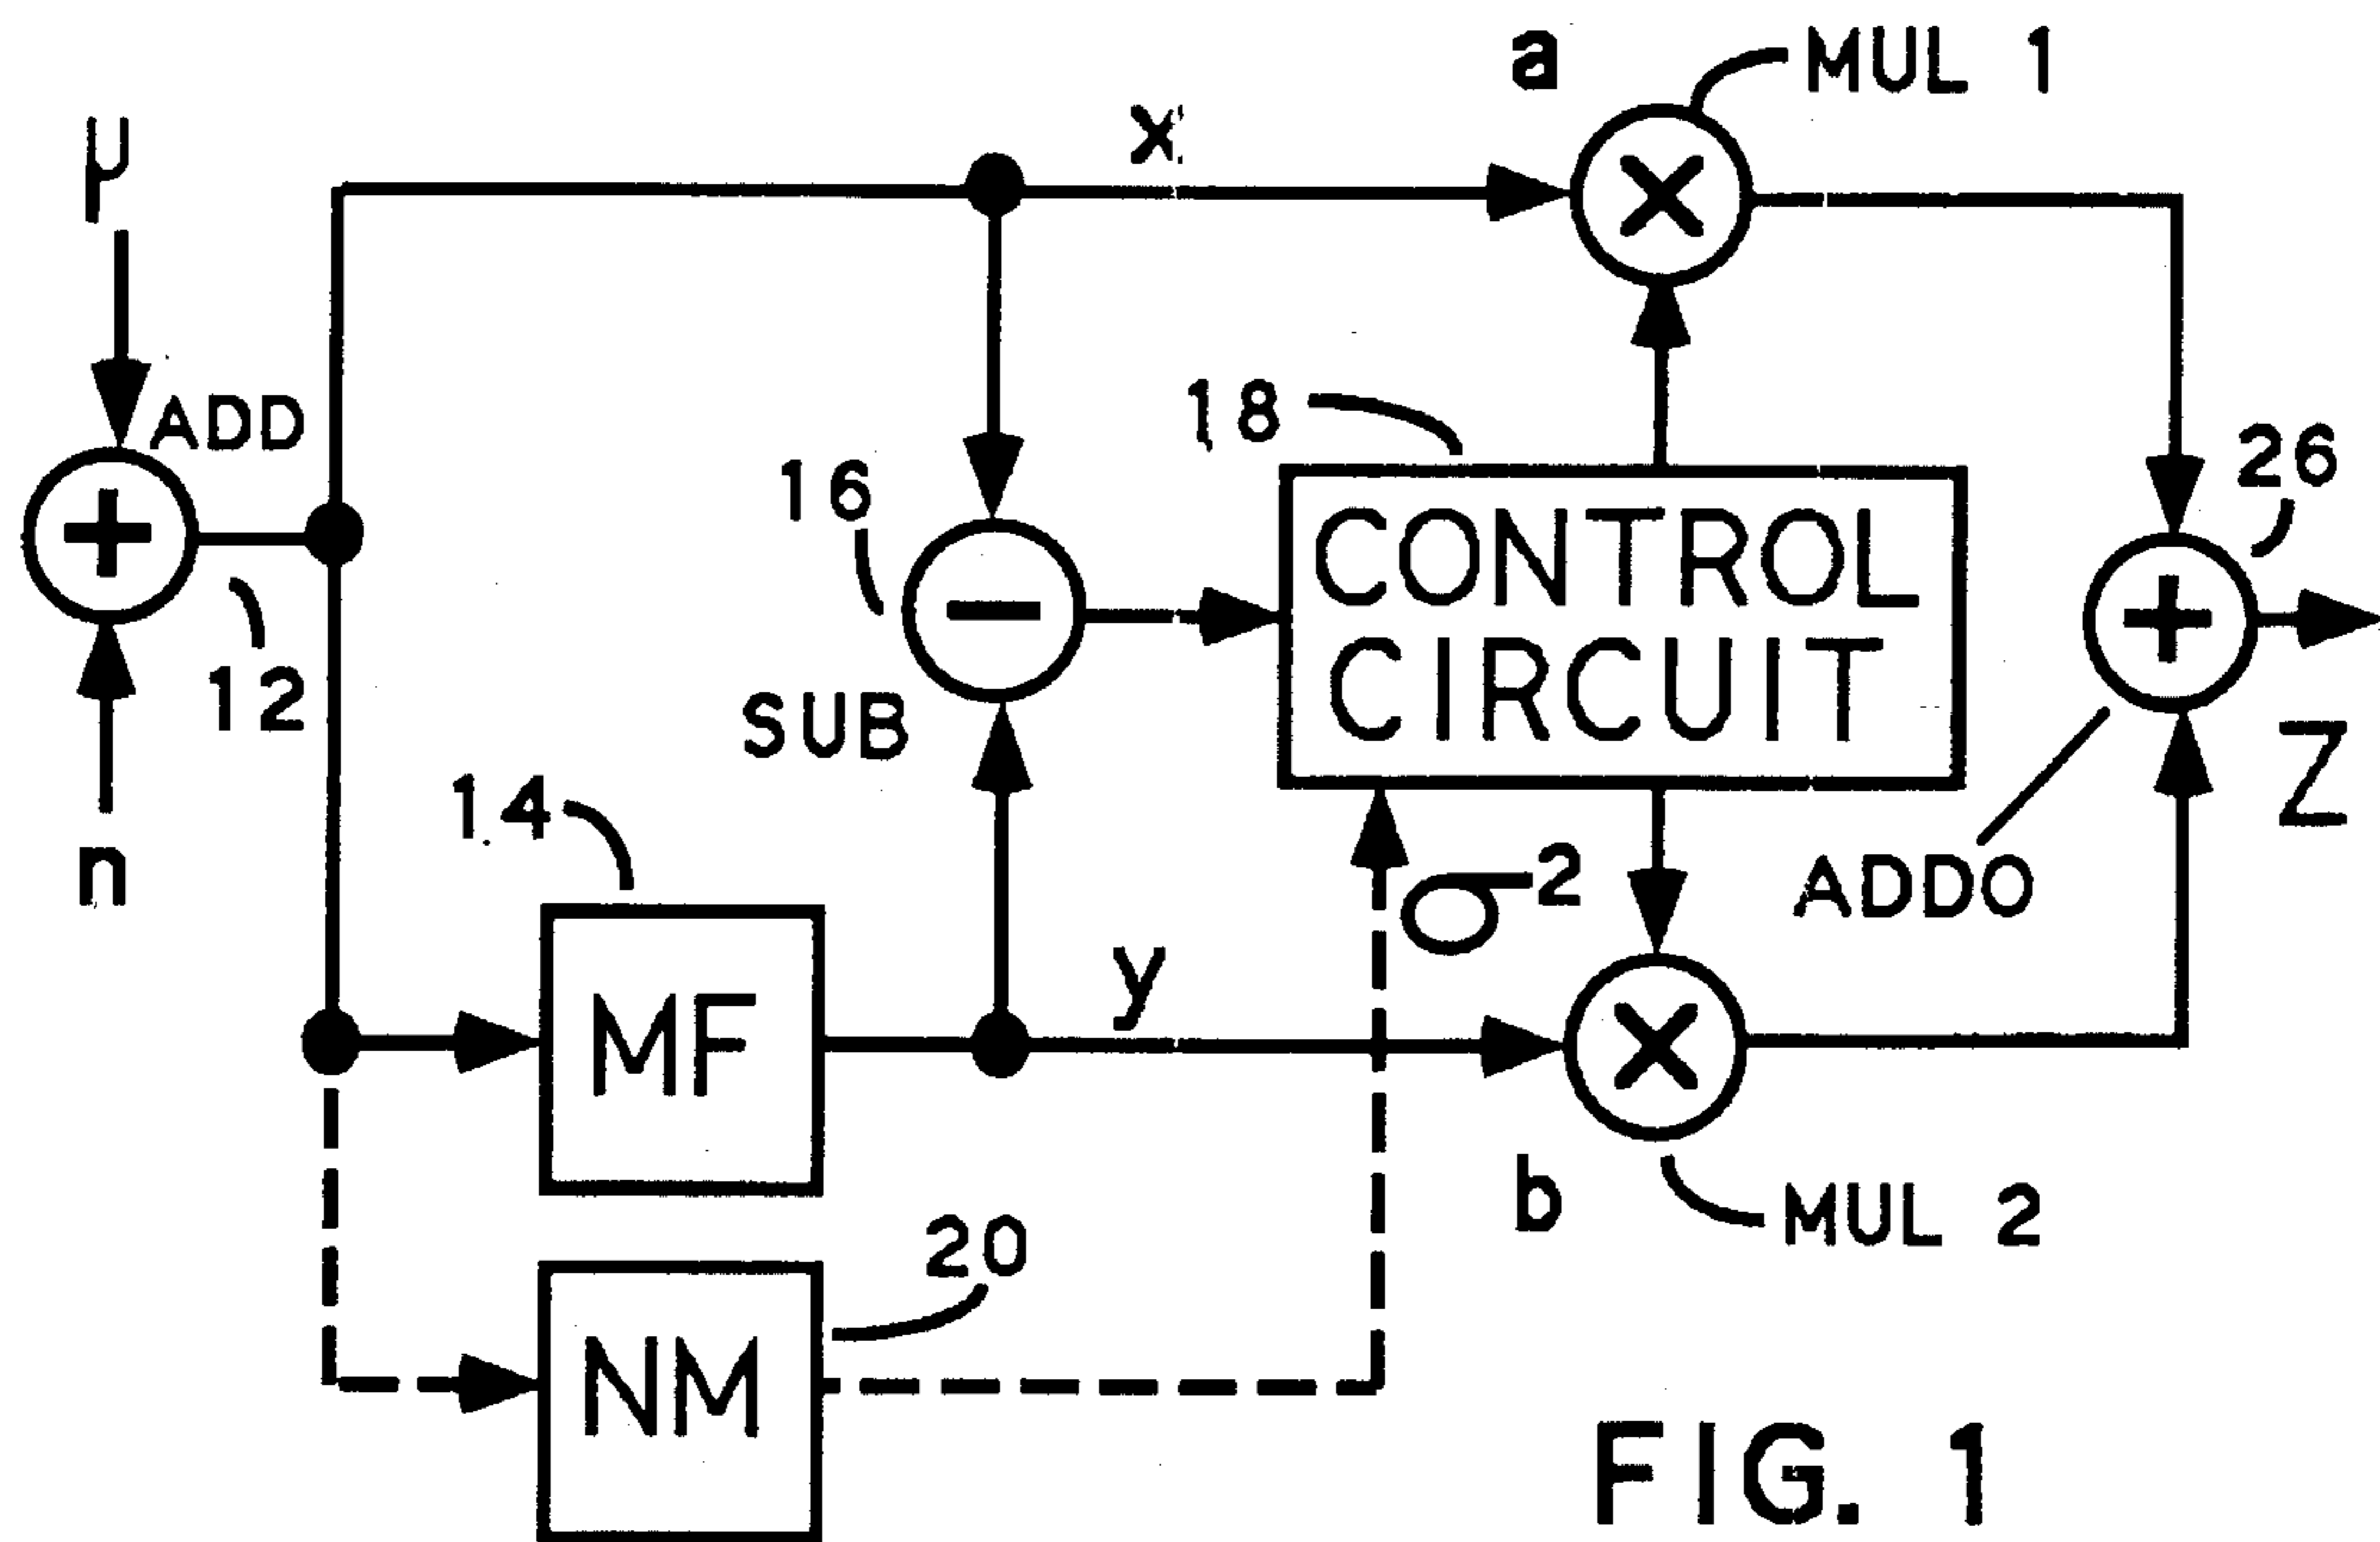 a
MUL 1
x
μ
ADD
18
16
26
CONTROL
CIRCUIT
12
SUB
Z
14
n
σ2
ADDO
MF
y
b
MUL 2
20
NM
FIG. 1